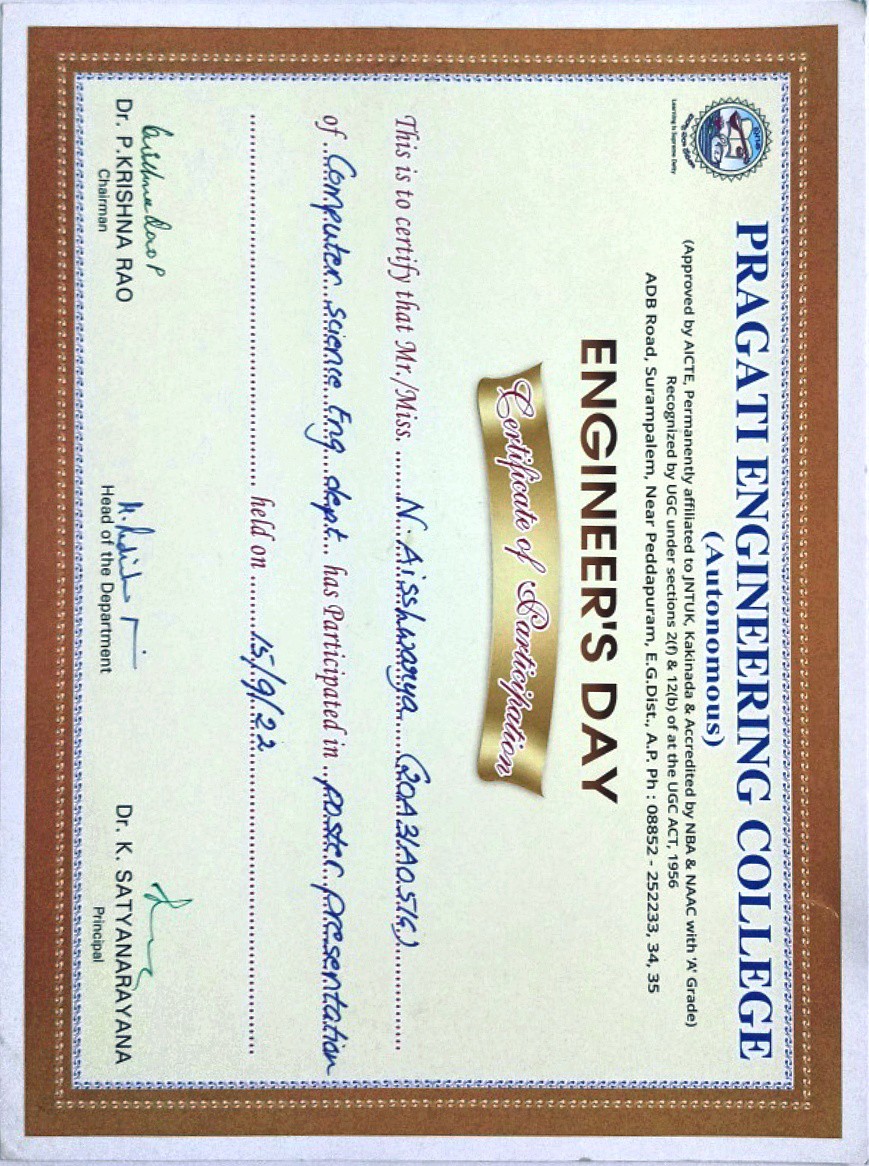 PRAGATI ENGINEERING COLLEGE
(Autonomous)
(Approved by AICTE, Permanently affiliated to JNTUK, Kakinada & Accredited by NBA & NAAC with 'A' Grade)
Recognized by UGC under sections 2(f) & 12(b) of at the UGC ACT, 1956
ADB Road, Surampalem, Near Peddapuram, E.G.Dist., A.P. Ph : 08852 - 252233, 34, 35
Learning Is Supreme Deity
ENGINEER'S DAY
Certificate of Participation
This is to certify that Mr./Miss. N. Aisshwarya (20A31A0516)
of Computer science Eng dept has Participated in poster presentation
held on 15/9/22
Krishna Rao P
Dr. P.KRISHNA RAO
Chairman
Head of the Department
Dr. K. SATYANARAYANA
Principal